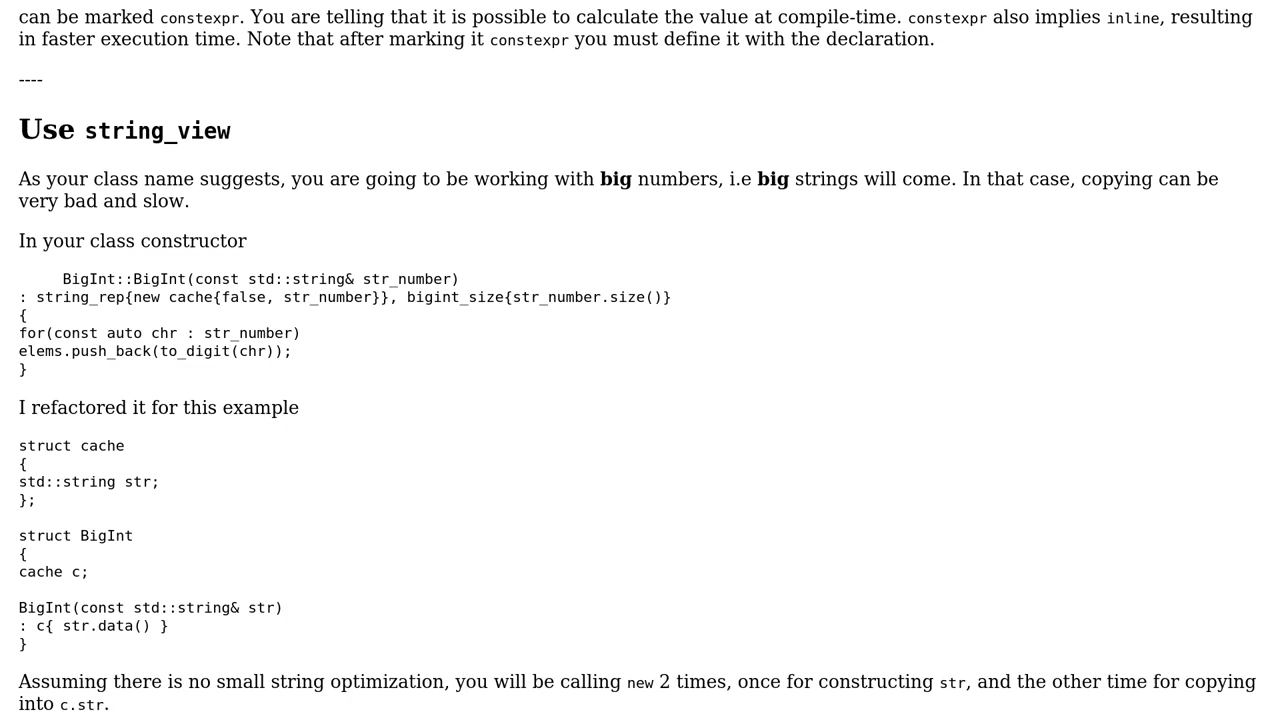 can be marked constexpr. You are telling that it is possible to calculate the value at compile-time. constexpr also implies inline, resulting
in faster execution time. Note that after marking it constexpr you must define it with the declaration.
----
Use string_view
As your class name suggests, you are going to be working with big numbers, i.e big strings will come. In that case, copying can be
very bad and slow.
In your class constructor
BigInt::BigInt(const std::string& str_number)
: string_rep{new cache{false, str_number}}, bigint_size{str_number.size()}
{
for(const auto chr : str_number)
elems.push_back(to_digit(chr));
}
I refactored it for this example
struct cache
{
std::string str;
};
struct BigInt
{
cache c;
BigInt(const std::string& str)
: c{ str.data() }
}
Assuming there is no small string optimization, you will be calling new 2 times, once for constructing str, and the other time for copying
into c.str.